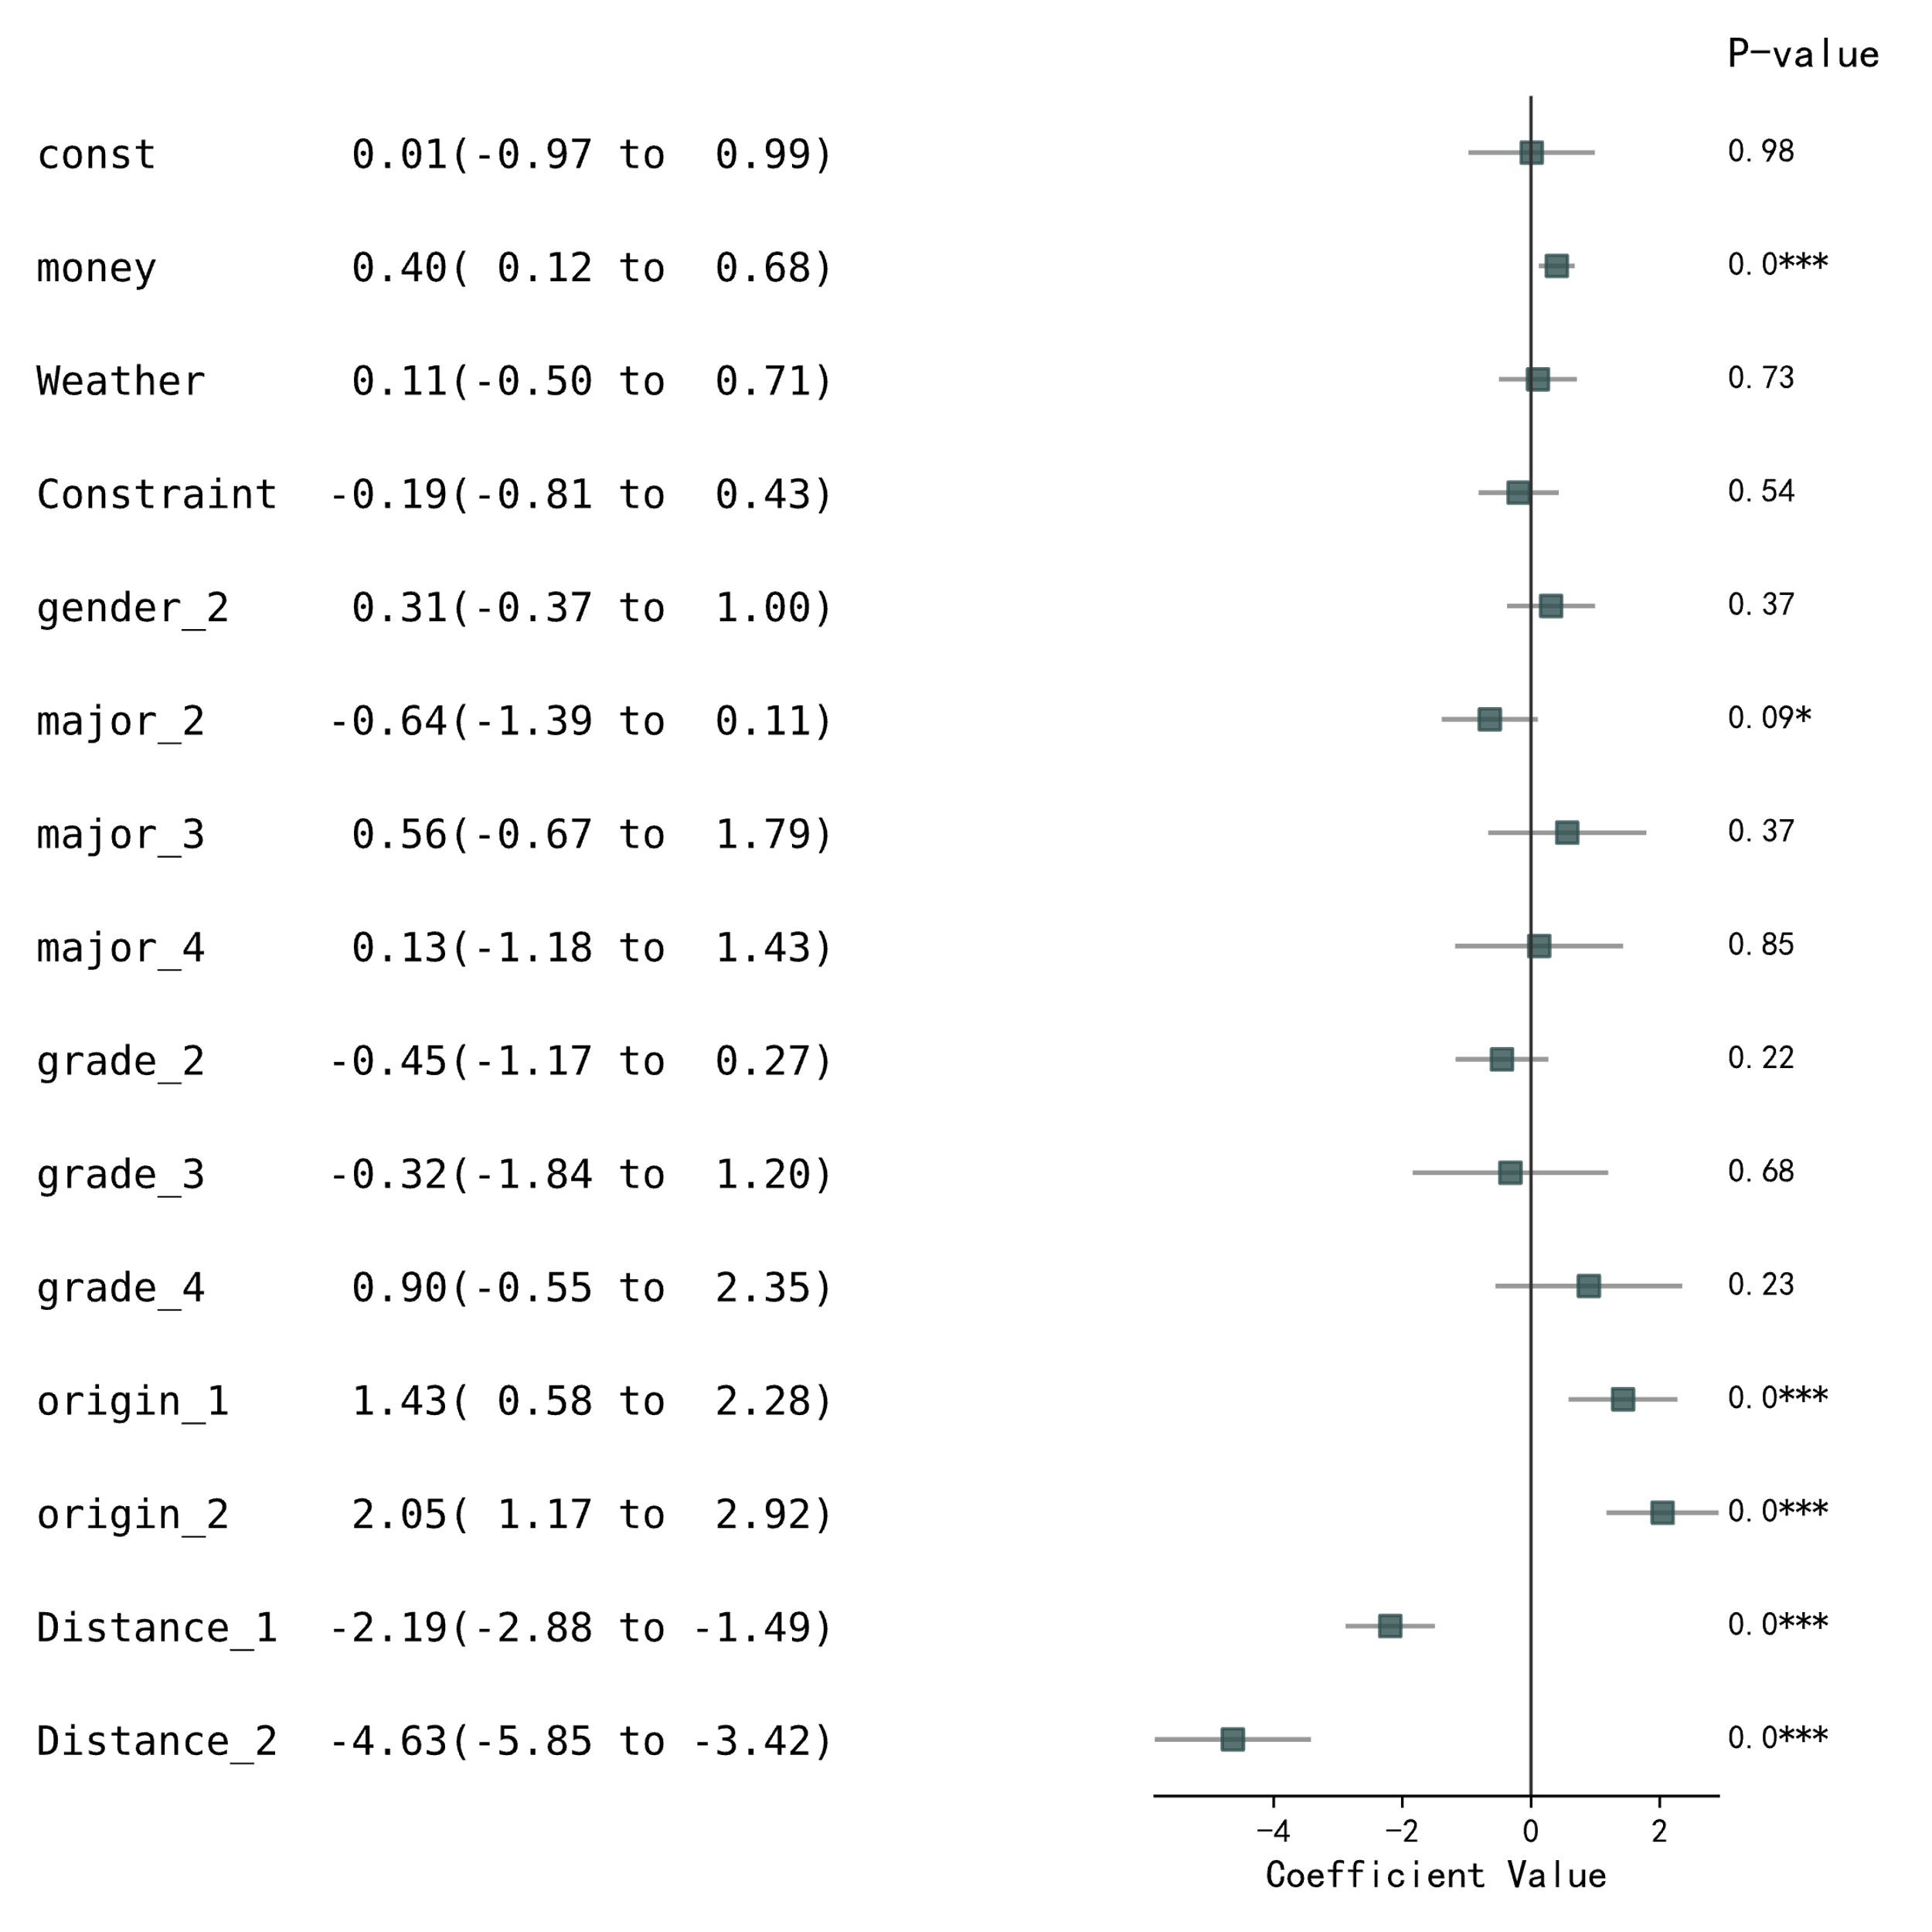 P-value
const 0.01(-0.97 to 0.99) 0.98
money 0.40( 0.12 to 0.68) 0.0***
Weather 0.11(-0.50 to 0.71) 0.73
Constraint -0.19(-0.81 to 0.43) 0.54
gender_2 0.31(-0.37 to 1.00) 0.37
major_2 -0.64(-1.39 to 0.11) 0.09*
major_3 0.56(-0.67 to 1.79) 0.37
major_4 0.13(-1.18 to 1.43) 0.85
grade_2 -0.45(-1.17 to 0.27) 0.22
grade_3 -0.32(-1.84 to 1.20) 0.68
grade_4 0.90(-0.55 to 2.35) 0.23
origin_1 1.43( 0.58 to 2.28) 0.0***
origin_2 2.05( 1.17 to 2.92) 0.0***
Distance_1 -2.19(-2.88 to -1.49) 0.0***
Distance_2 -4.63(-5.85 to -3.42) 0.0***
−4 −2 0 2
Coefficient Value